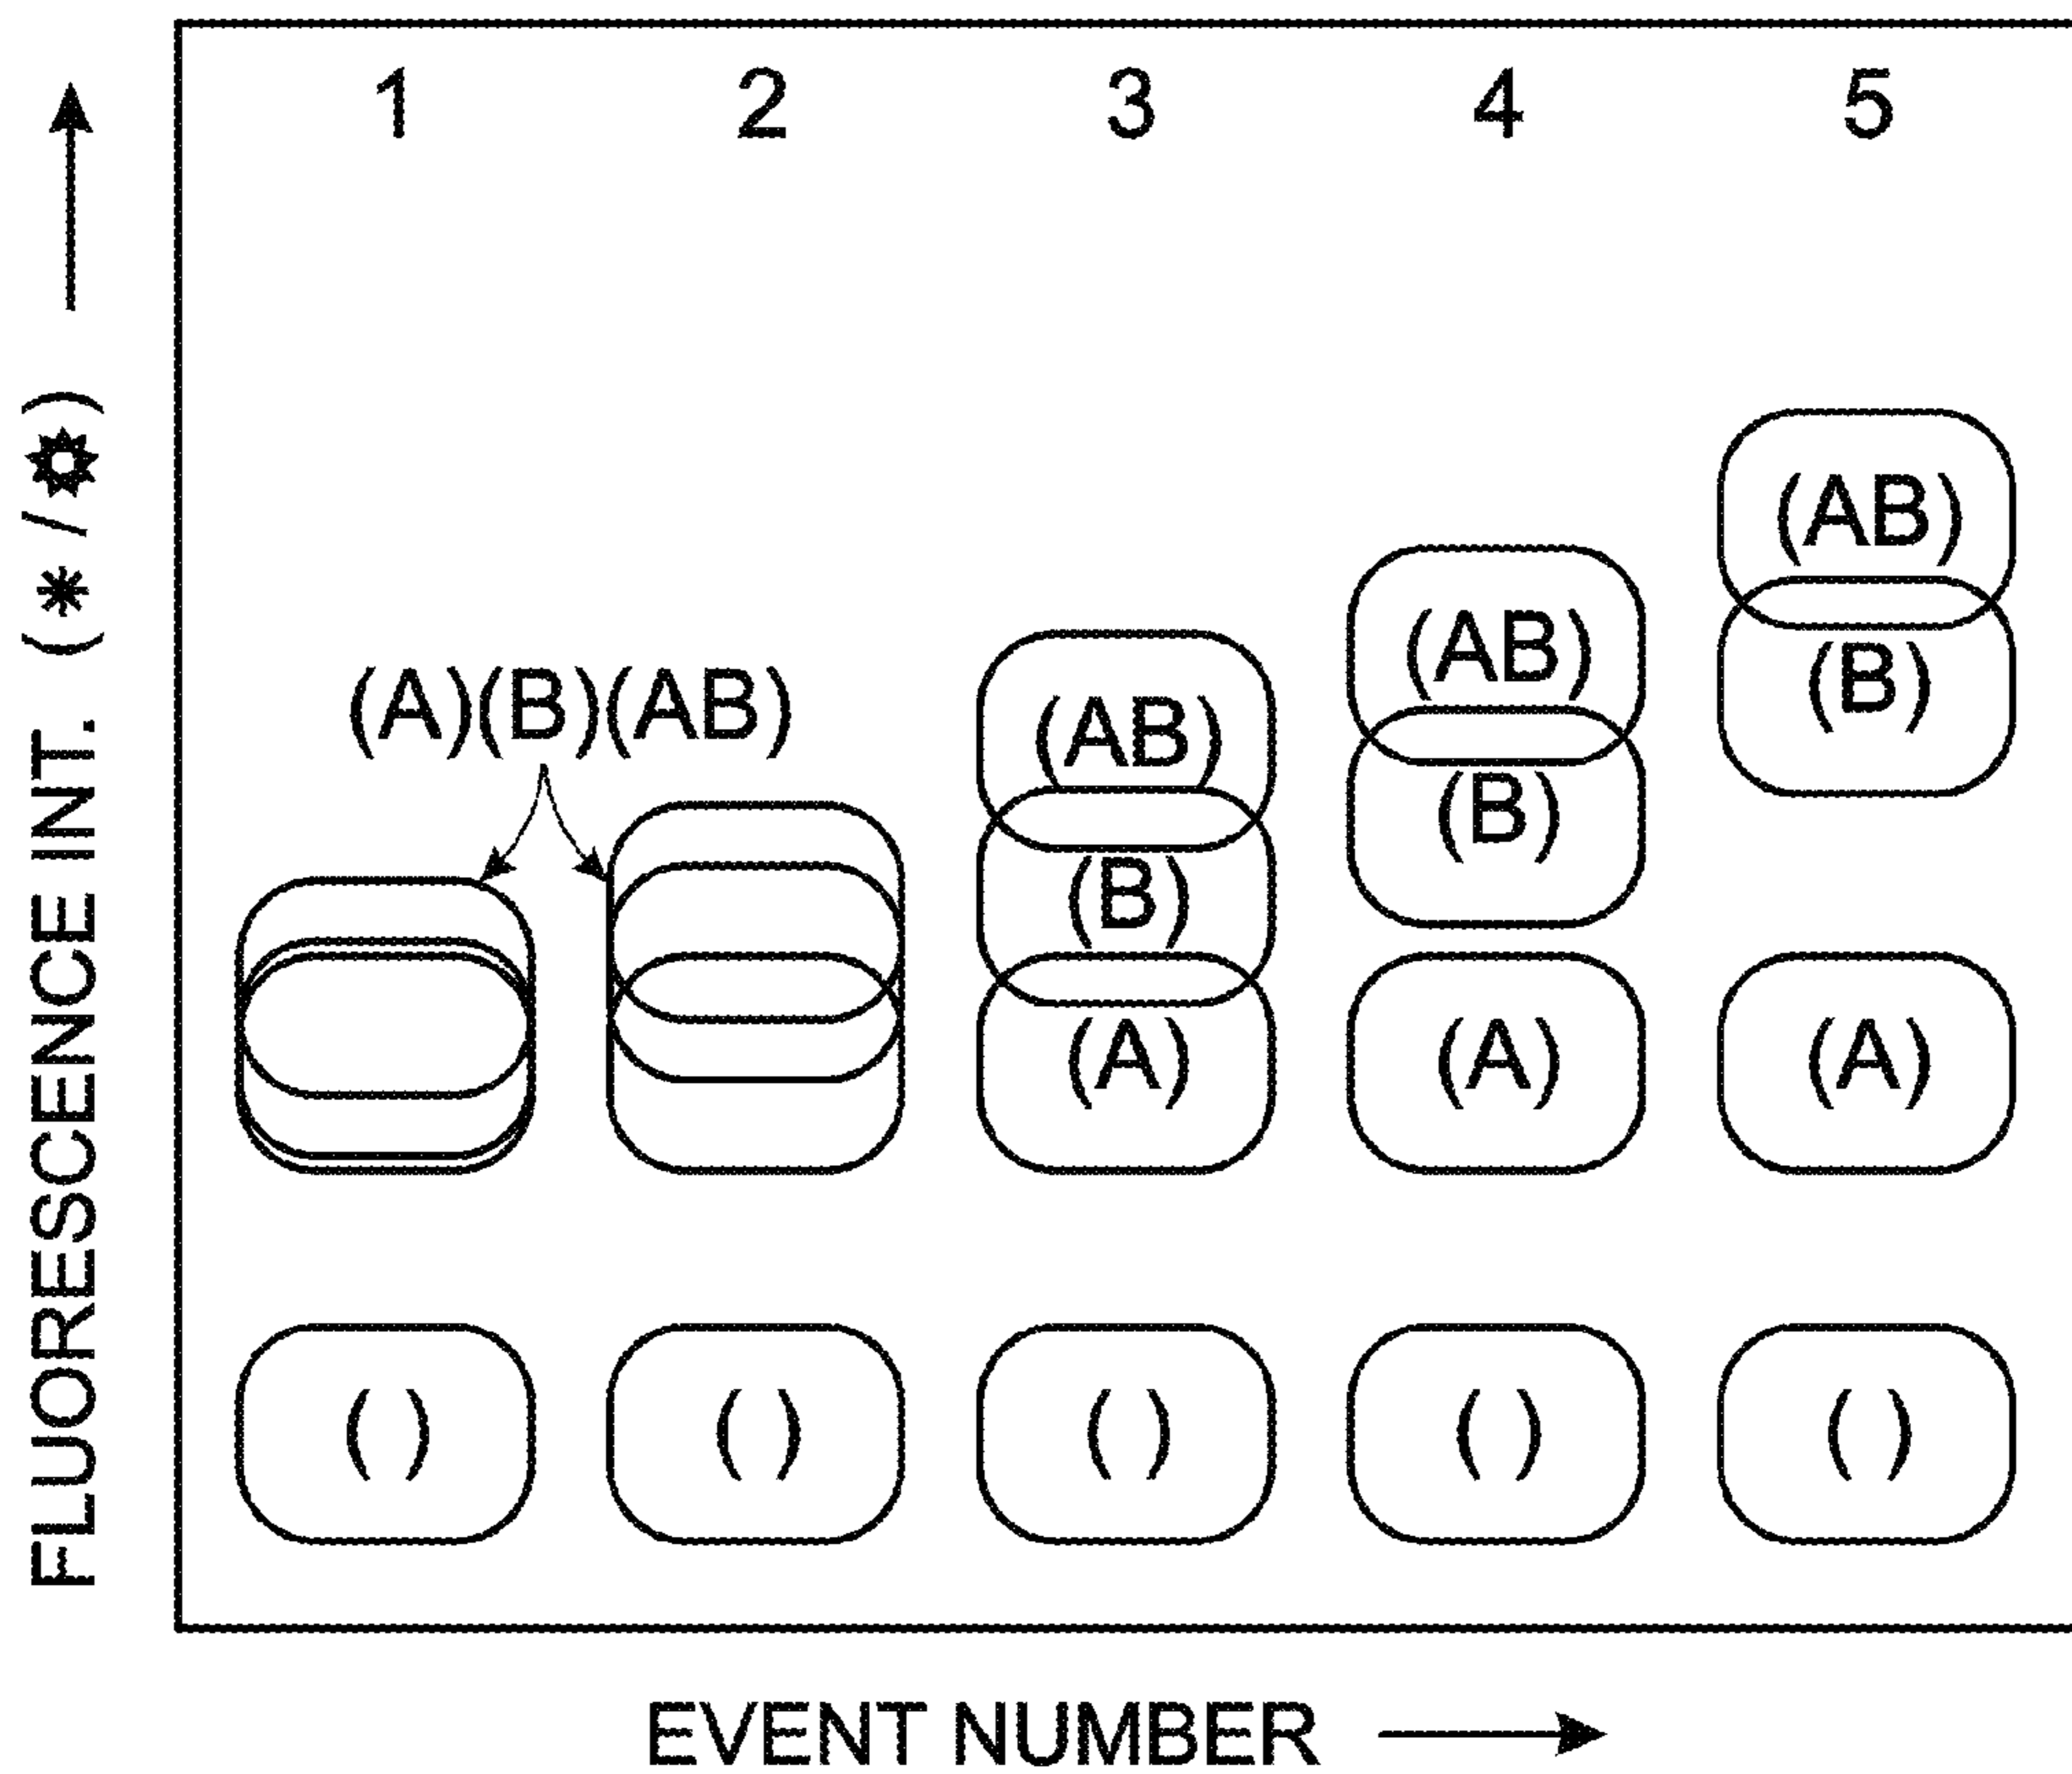 1 2 3 4 5
FLUORESCENCE INT. (*/✹)
(A)(B)(AB)
(AB) (AB) (AB)
(B) (B) (B)
(A) (A) (A)
( ) ( ) ( ) ( ) ( )
EVENT NUMBER